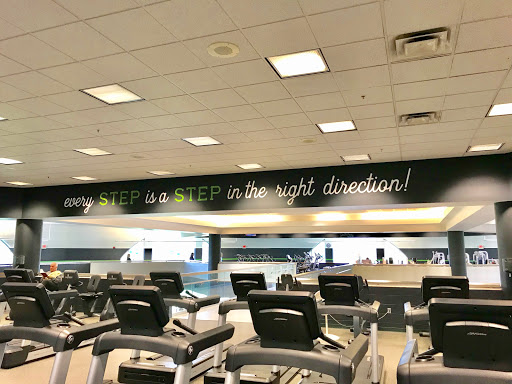 every STEP is a STEP in the right direction!